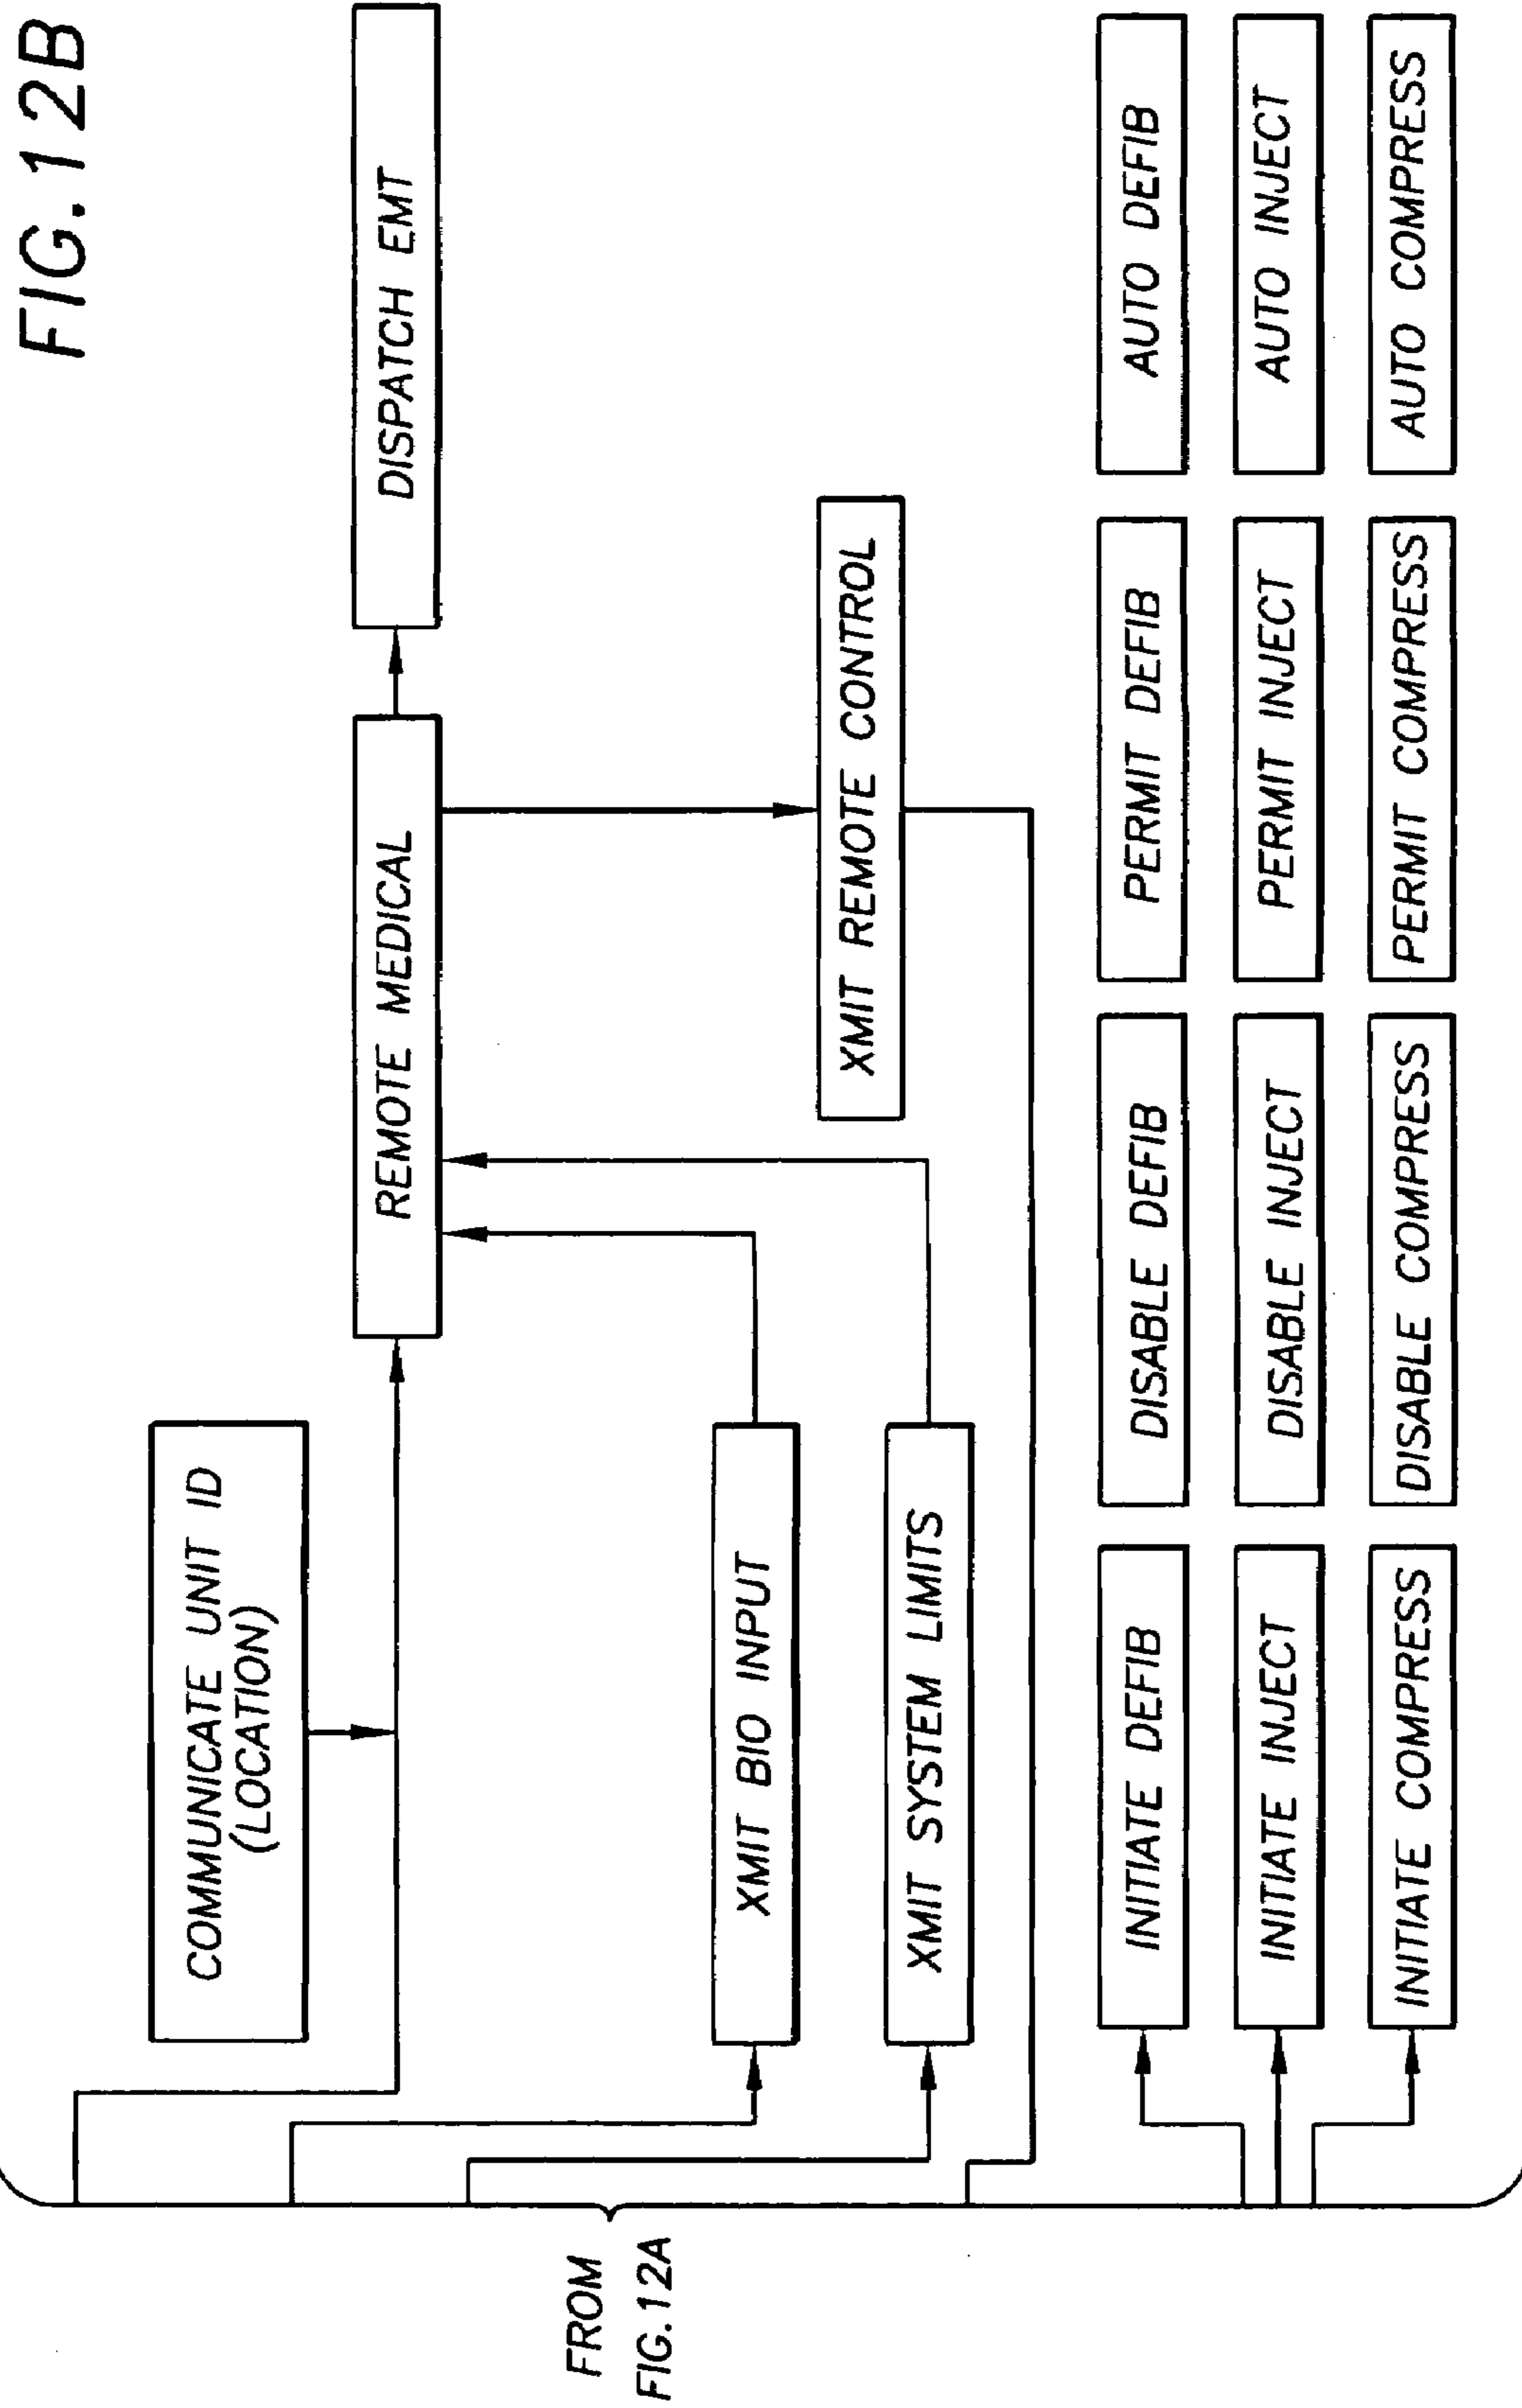 FIG.12B
COMMUNICATE UNIT ID
(LOCATION)
REMOTE MEDICAL
DISPATCH EMT
XMIT BIO INPUT
XMIT REMOTE CONTROL
XMIT SYSTEM LIMITS
FROM
FIG.12A
INITIATE DEFIB
DISABLE DEFIB
PERMIT DEFIB
AUTO DEFIB
INITIATE INJECT
DISABLE INJECT
PERMIT INJECT
AUTO INJECT
INITIATE COMPRESS
DISABLE COMPRESS
PERMIT COMPRESS
AUTO COMPRESS